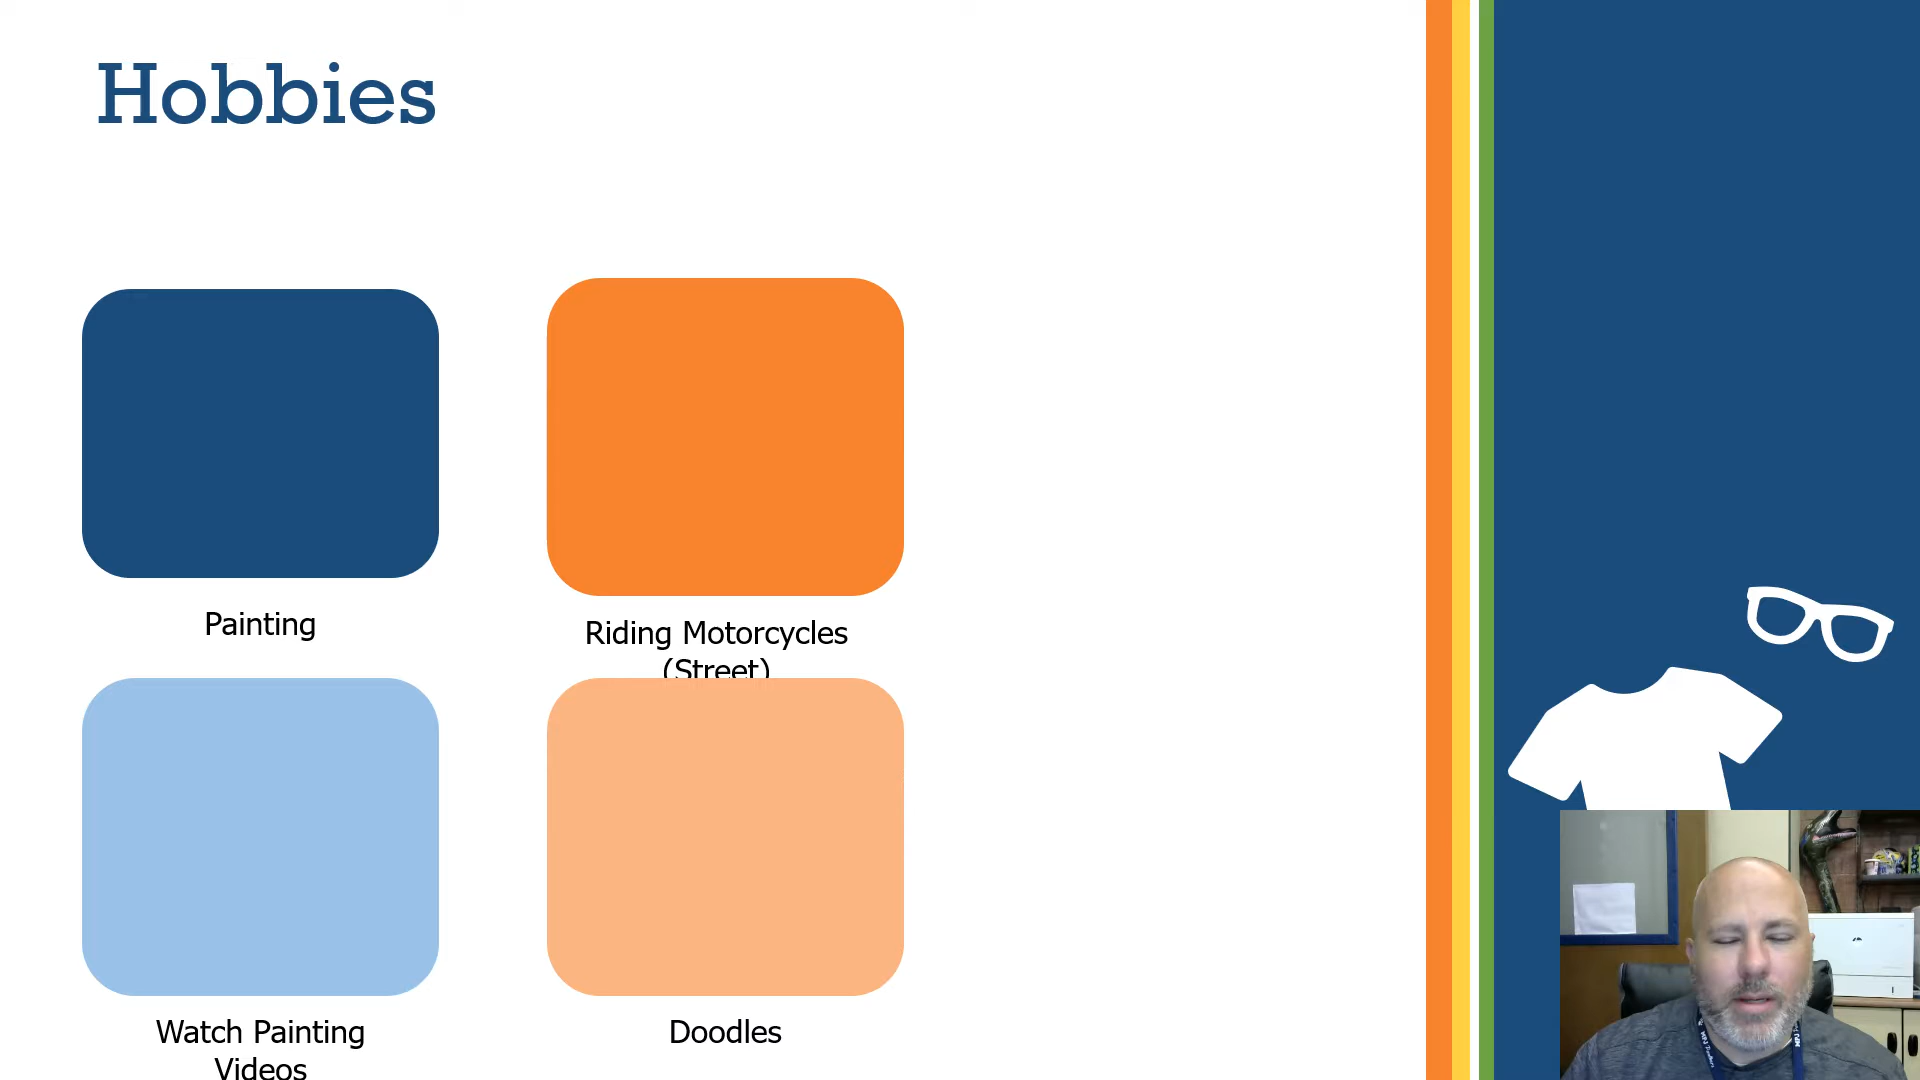 Hobbies
Painting
Riding Motorcycles
(Street)
Watch Painting
Videos
Doodles